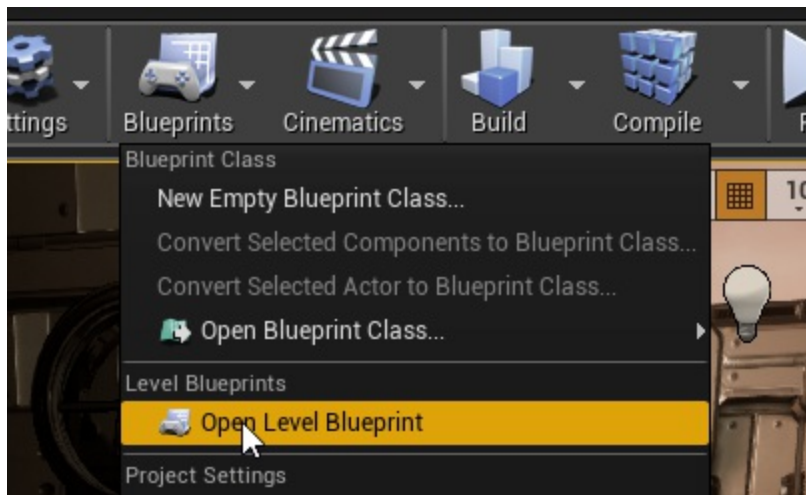 ttings Blueprints Cinematics Build Compile
Blueprint Class
New Empty Blueprint Class...
Convert Selected Components to Blueprint Class...
Convert Selected Actor to Blueprint Class...
Open Blueprint Class...
Level Blueprints
Open Level Blueprint
Project Settings